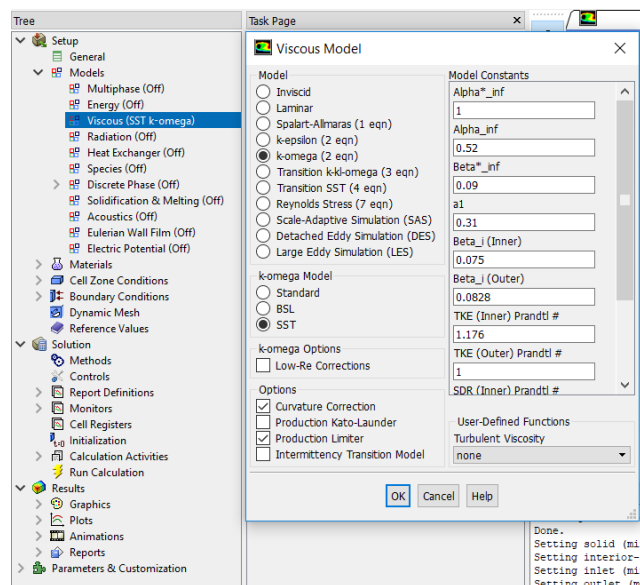 Tree
Task Page
Setup
General
Models
Multiphase (Off)
Energy (Off)
Viscous (SST k-omega)
Radiation (Off)
Heat Exchanger (Off)
Species (Off)
Discrete Phase (Off)
Solidification & Melting (Off)
Acoustics (Off)
Eulerian Wall Film (Off)
Electric Potential (Off)
Materials
Cell Zone Conditions
Boundary Conditions
Dynamic Mesh
Reference Values
Solution
Methods
Controls
Report Definitions
Monitors
Cell Registers
t=0 Initialization
Calculation Activities
Run Calculation
Results
Graphics
Plots
Animations
Reports
Parameters & Customization
Viscous Model
Model
Inviscid
Laminar
Spalart-Allmaras (1 eqn)
k-epsilon (2 eqn)
k-omega (2 eqn)
Transition k-kl-omega (3 eqn)
Transition SST (4 eqn)
Reynolds Stress (7 eqn)
Scale-Adaptive Simulation (SAS)
Detached Eddy Simulation (DES)
Large Eddy Simulation (LES)
k-omega Model
Standard
BSL
SST
k-omega Options
Low-Re Corrections
Options
Curvature Correction
Production Kato-Launder
Production Limiter
Intermittency Transition Model
Model Constants
Alpha*_inf
1
Alpha_inf
0.52
Beta*_inf
0.09
a1
0.31
Beta_i (Inner)
0.075
Beta_i (Outer)
0.0828
TKE (Inner) Prandtl #
1.176
TKE (Outer) Prandtl #
1
SDR (Inner) Prandtl #
User-Defined Functions
Turbulent Viscosity
none
OK Cancel Help
Done.
Setting solid (mi
Setting interior-
Setting inlet (mi
Setting outlet (m